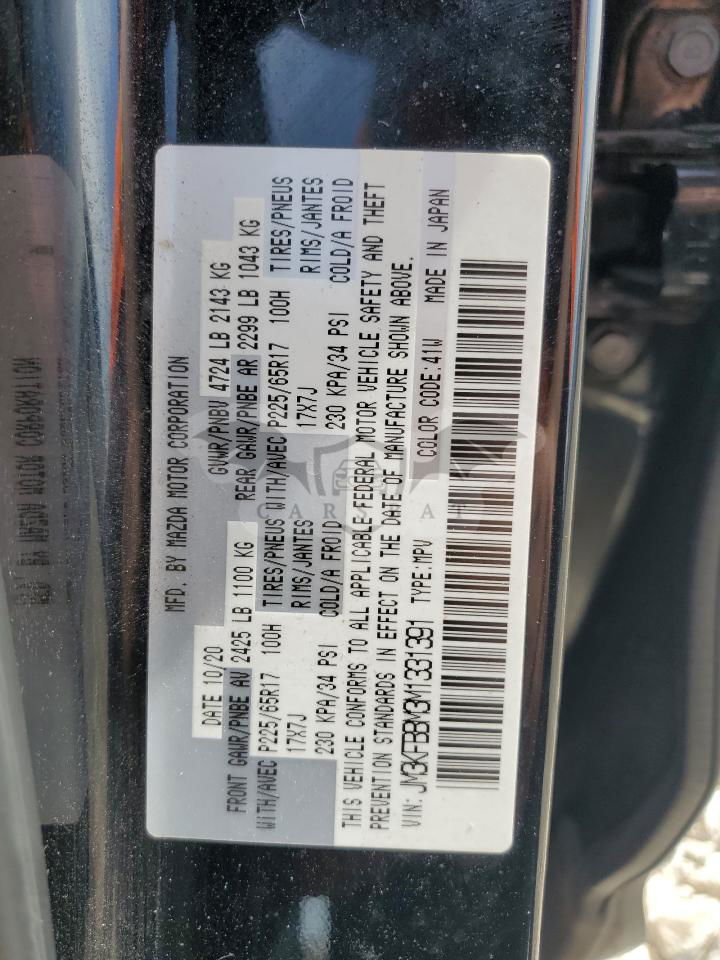 MFD. BY MAZDA MOTOR CORPORATION
DATE 10/20 GVWR/PNBV 4724 LB 2143 KG
FRONT GAWR/PNBE AV 2425 LB 1100 KG REAR GAWR/PNBE AR 2299 LB 1043 KG
WITH/AVEC P225/65R17 100H TIRES/PNEUS WITH/AVEC P225/65R17 100H TIRES/PNEUS
17X7J RIMS/JANTES 17X7J RIMS/JANTES
230 KPA/34 PSI COLD/A FROID 230 KPA/34 PSI COLD/A FROID
THIS VEHICLE CONFORMS TO ALL APPLICABLE FEDERAL MOTOR VEHICLE SAFETY AND THEFT
PREVENTION STANDARDS IN EFFECT ON THE DATE OF MANUFACTURE SHOWN ABOVE.
VIN: JM3KFBBM3M1331391 TYPE: MPV COLOR CODE: 41W MADE IN JAPAN
CARSBAT